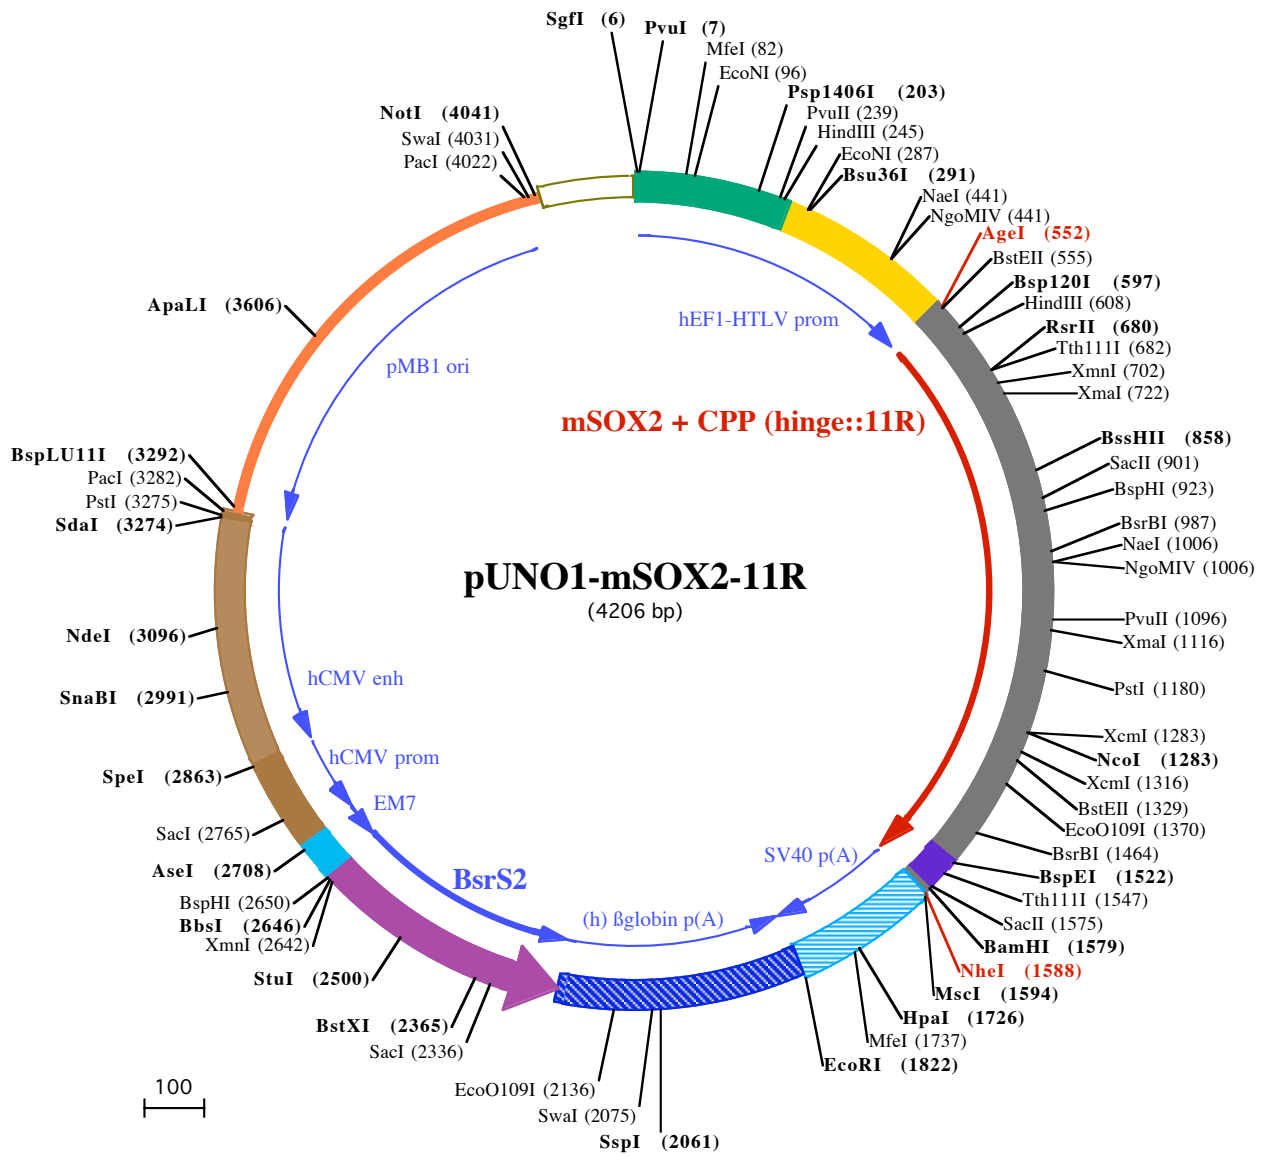 SgfI (6)
PvuI (7)
MfeI (82)
EcoNI (96)
Psp1406I (203)
PvuII (239)
HindIII (245)
EcoNI (287)
Bsu36I (291)
NaeI (441)
NgoMIV (441)
AgeI (552)
BstEII (555)
Bsp120I (597)
HindIII (608)
RsrII (680)
Tth111I (682)
XmnI (702)
XmaI (722)
BssHII (858)
SacII (901)
BspHI (923)
BsrBI (987)
NaeI (1006)
NgoMIV (1006)
PvuII (1096)
XmaI (1116)
PstI (1180)
XcmI (1283)
NcoI (1283)
XcmI (1316)
BstEII (1329)
EcoO109I (1370)
BsrBI (1464)
BspEI (1522)
Tth111I (1547)
SacII (1575)
BamHI (1579)
NheI (1588)
MscI (1594)
HpaI (1726)
MfeI (1737)
EcoRI (1822)
SspI (2061)
SwaI (2075)
EcoO109I (2136)
SacI (2336)
BstXI (2365)
StuI (2500)
XmnI (2642)
BbsI (2646)
BspHI (2650)
AseI (2708)
SacI (2765)
SpeI (2863)
SnaBI (2991)
NdeI (3096)
SdaI (3274)
PstI (3275)
PacI (3282)
BspLU11I (3292)
ApaLI (3606)
PacI (4022)
SwaI (4031)
NotI (4041)
hEF1-HTLV prom
pMB1 ori
mSOX2 + CPP (hinge::11R)
pUNO1-mSOX2-11R
(4206 bp)
hCMV enh
hCMV prom
EM7
BsrS2
(h) ßglobin p(A)
SV40 p(A)
100